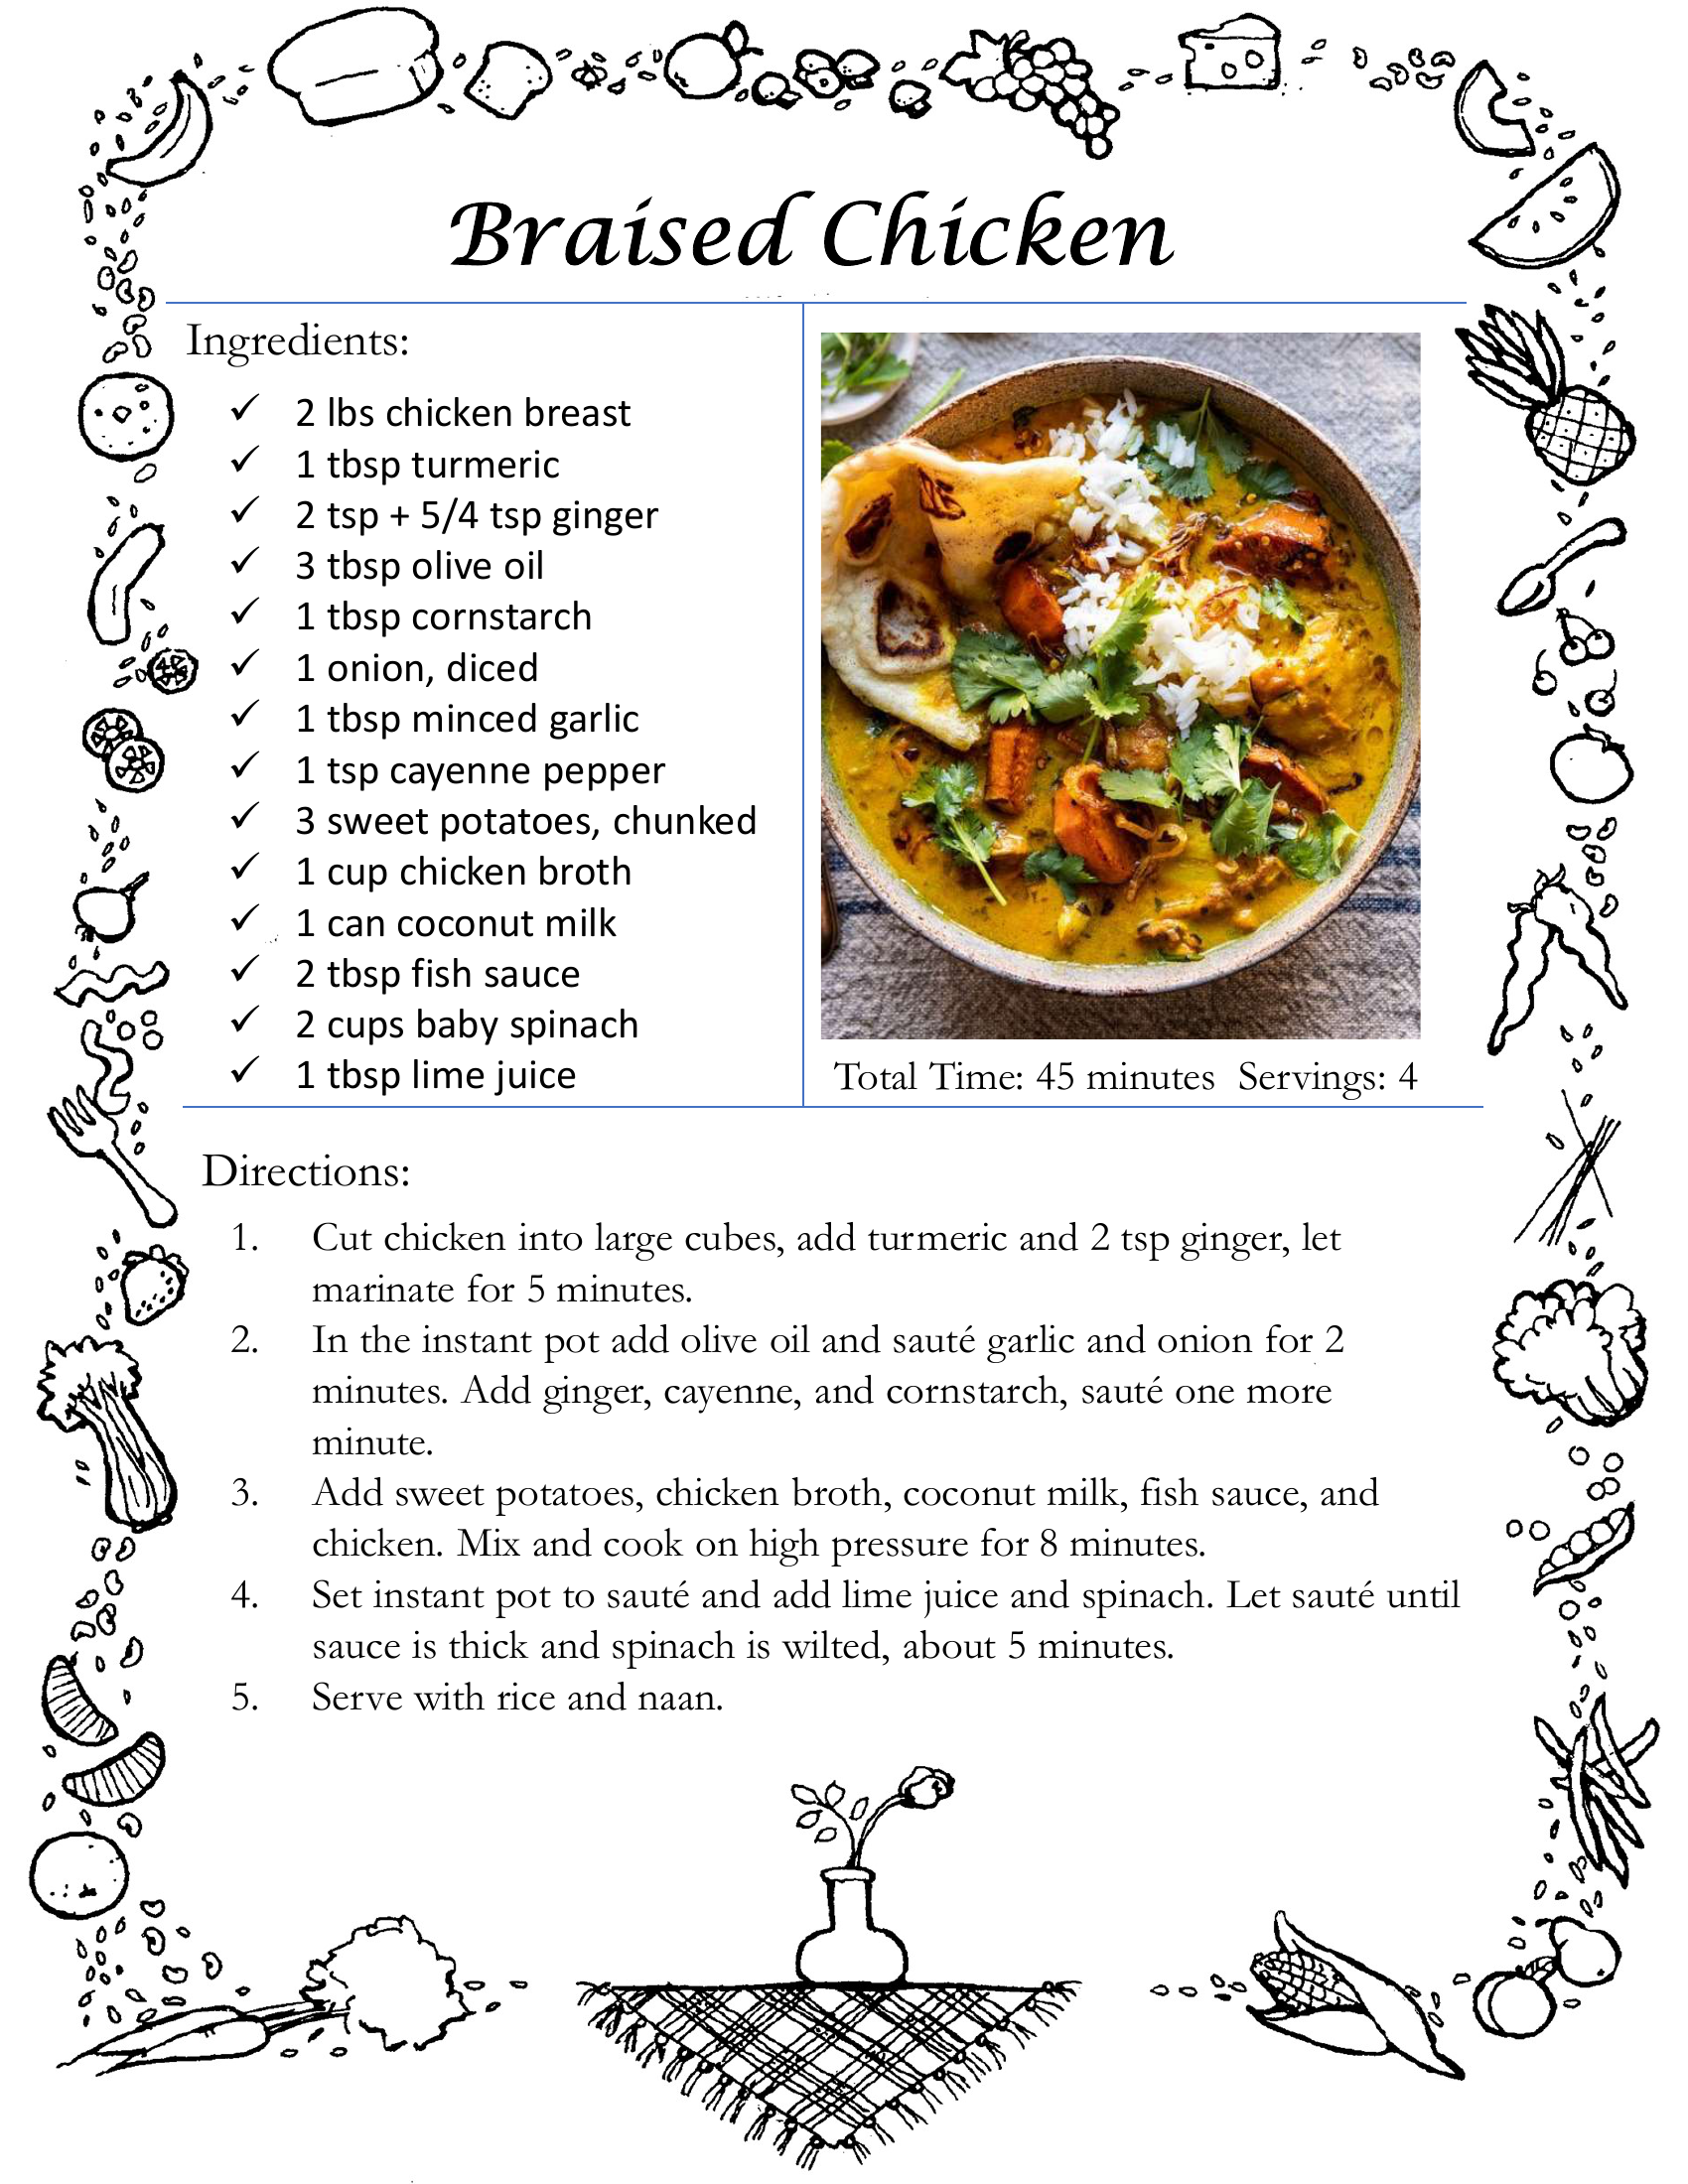 Braised Chicken
Ingredients:
✓ 2 lbs chicken breast
✓ 1 tbsp turmeric
✓ 2 tsp + 5/4 tsp ginger
✓ 3 tbsp olive oil
✓ 1 tbsp cornstarch
✓ 1 onion, diced
✓ 1 tbsp minced garlic
✓ 1 tsp cayenne pepper
✓ 3 sweet potatoes, chunked
✓ 1 cup chicken broth
✓ 1 can coconut milk
✓ 2 tbsp fish sauce
✓ 2 cups baby spinach
✓ 1 tbsp lime juice
Total Time: 45 minutes Servings: 4
Directions:
1. Cut chicken into large cubes, add turmeric and 2 tsp ginger, let
marinate for 5 minutes.
2. In the instant pot add olive oil and sauté garlic and onion for 2
minutes. Add ginger, cayenne, and cornstarch, sauté one more
minute.
3. Add sweet potatoes, chicken broth, coconut milk, fish sauce, and
chicken. Mix and cook on high pressure for 8 minutes.
4. Set instant pot to sauté and add lime juice and spinach. Let sauté until
sauce is thick and spinach is wilted, about 5 minutes.
5. Serve with rice and naan.